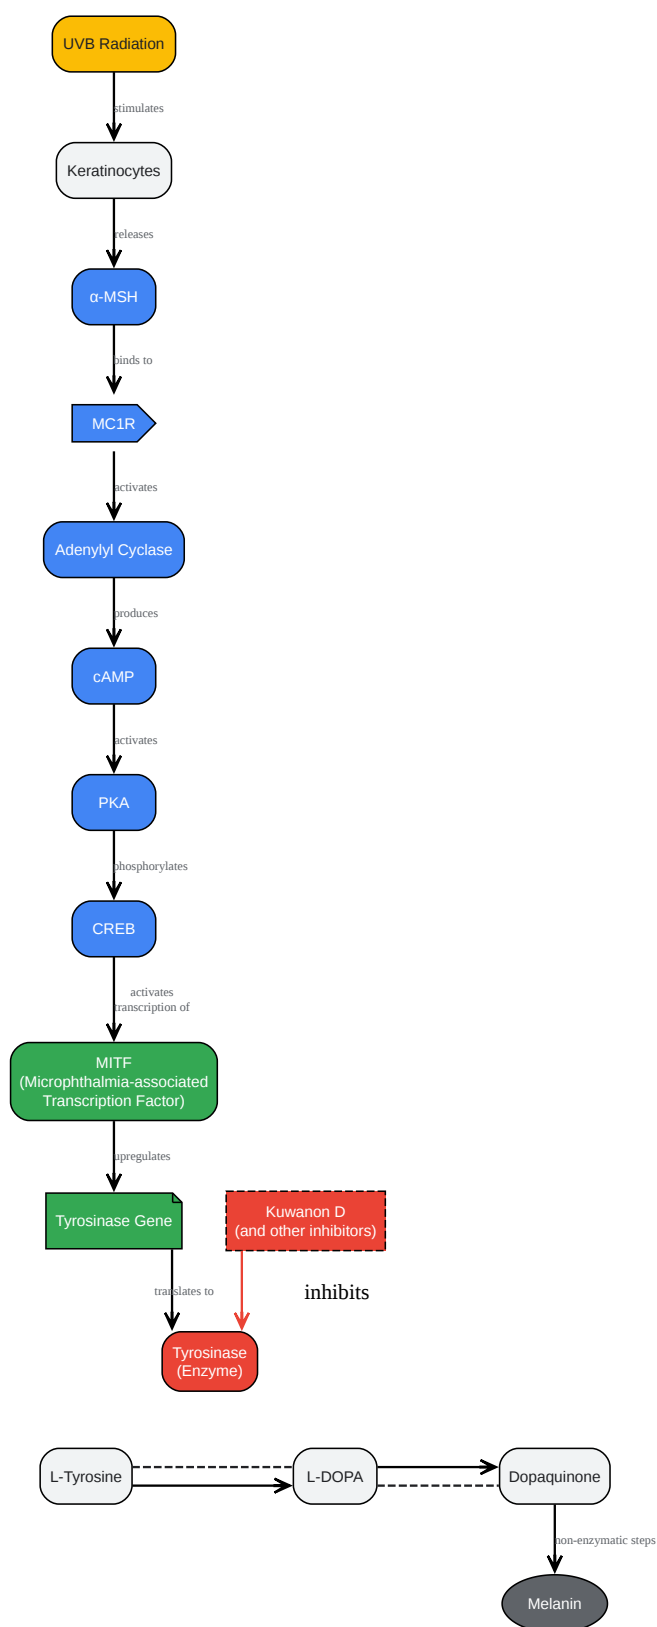 UVB Radiation
stimulates
Keratinocytes
releases
α-MSH
binds to
MC1R
activates
Adenylyl Cyclase
produces
cAMP
activates
PKA
phosphorylates
CREB
activates
transcription of
MITF
(Microphthalmia-associated
Transcription Factor)
upregulates
Tyrosinase Gene
Kuwanon D
(and other inhibitors)
translates to
inhibits
Tyrosinase
(Enzyme)
L-Tyrosine
L-DOPA
Dopaquinone
non-enzymatic steps
Melanin